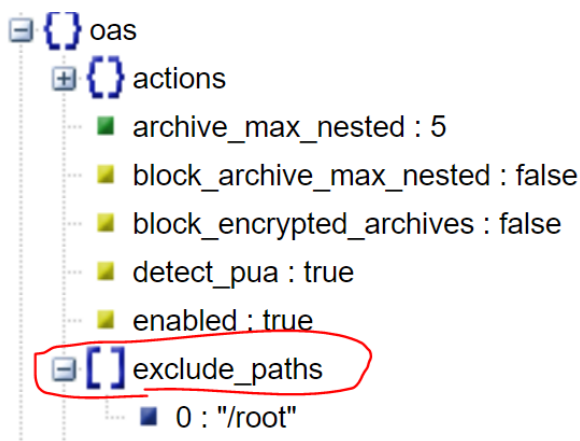 oas
actions
archive_max_nested : 5
block_archive_max_nested : false
block_encrypted_archives : false
detect_pua : true
enabled : true
exclude_paths
0 : "/root"